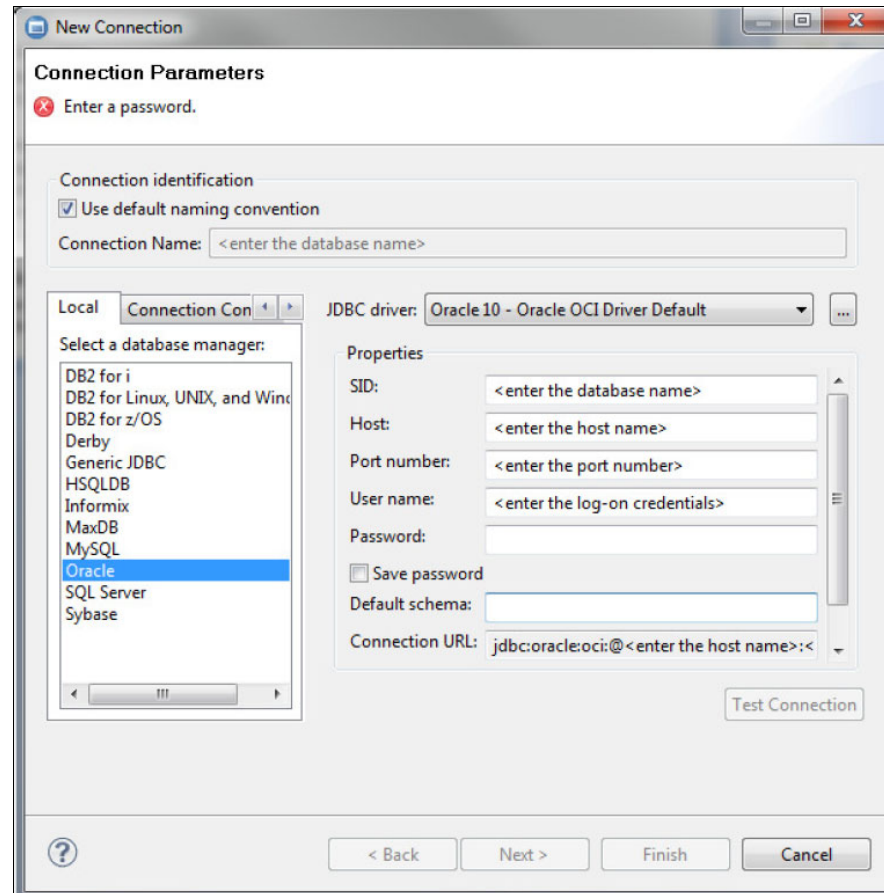 New Connection
Connection Parameters
Enter a password.
Connection identification
Use default naming convention
Connection Name: <enter the database name>
Local Connection Con
JDBC driver: Oracle 10 - Oracle OCI Driver Default ...
Select a database manager:
DB2 for i
DB2 for Linux, UNIX, and Wind
DB2 for z/OS
Derby
Generic JDBC
HSQLDB
Informix
MaxDB
MySQL
Oracle
SQL Server
Sybase
Properties
SID: <enter the database name>
Host: <enter the host name>
Port number: <enter the port number>
User name: <enter the log-on credentials>
Password:
Save password
Default schema:
Connection URL: jdbc:oracle:oci:@<enter the host name>:<
Test Connection
?
< Back Next > Finish Cancel